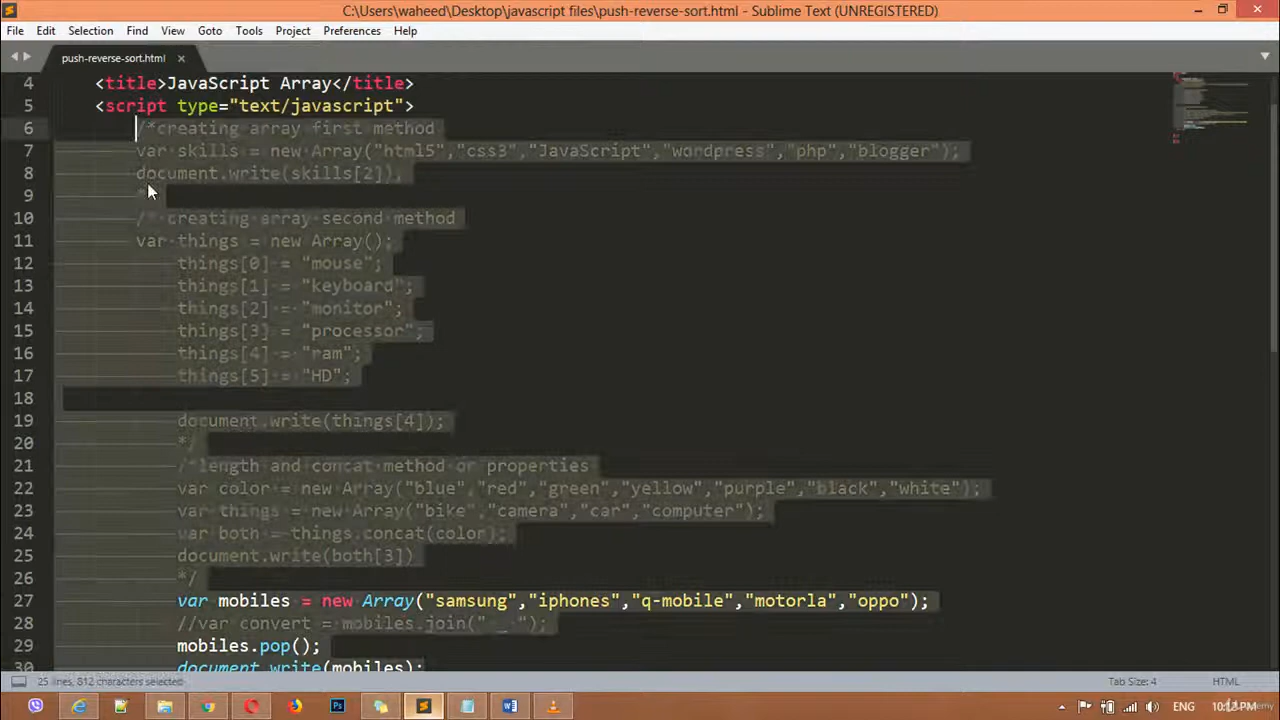 C:\Users\waheed\Desktop\javascript files\push-reverse-sort.html - Sublime Text (UNREGISTERED)
File Edit Selection Find View Goto Tools Project Preferences Help
push-reverse-sort.html
4 <title>JavaScript Array</title>
5 <script type="text/javascript">
6 /*creating array first method
7 var skills = new Array("html5","css3","JavaScript","wordpress","php","blogger");
8 document.write(skills[2]),
9
10 /* creating array second method
11 var things = new Array();
12 things[0] = "mouse";
13 things[1] = "keyboard";
14 things[2] = "monitor";
15 things[3] = "processor";
16 things[4] = "ram";
17 things[5] = "HD";
18
19 document.write(things[4]);
20 */
21 /*length and concat method or properties
22 var color = new Array("blue","red","green","yellow","purple","black","white");
23 var things = new Array("bike","camera","car","computer");
24 var both = things.concat(color);
25 document.write(both[3])
26 */
27 var mobiles = new Array("samsung","iphones","q-mobile","motorla","oppo");
28 //var convert = mobiles.join(" _ ");
29 mobiles.pop();
30 document.write(mobiles);
25 lines, 812 characters selected
Tab Size: 4
HTML
ENG
10:12 PM